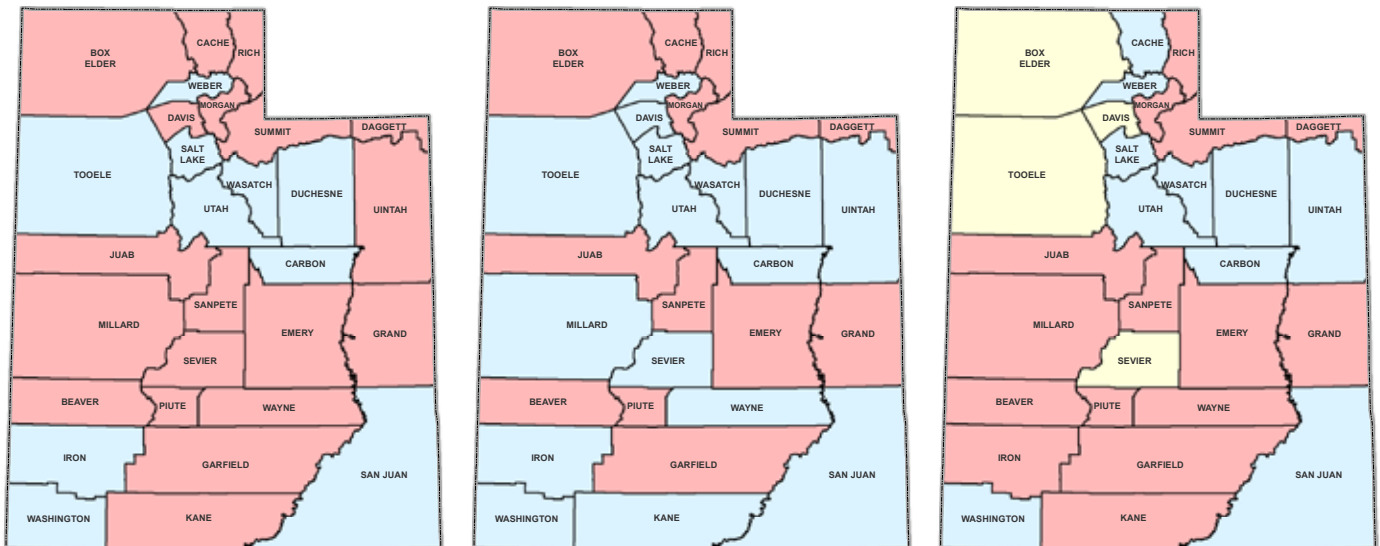 BOX
ELDER
CACHE
RICH
WEBER
MORGAN
DAVIS
SUMMIT
DAGGETT
SALT
LAKE
TOOELE
WASATCH
DUCHESNE
UTAH
UINTAH
JUAB
CARBON
SANPETE
MILLARD
EMERY
GRAND
SEVIER
BEAVER
PIUTE
WAYNE
IRON
GARFIELD
SAN JUAN
WASHINGTON
KANE
BOX
ELDER
CACHE
RICH
WEBER
MORGAN
DAVIS
SUMMIT
DAGGETT
SALT
LAKE
TOOELE
WASATCH
DUCHESNE
UTAH
UINTAH
JUAB
CARBON
SANPETE
MILLARD
EMERY
GRAND
SEVIER
BEAVER
PIUTE
WAYNE
IRON
GARFIELD
SAN JUAN
WASHINGTON
KANE
BOX
ELDER
CACHE
RICH
WEBER
MORGAN
DAVIS
SUMMIT
DAGGETT
SALT
LAKE
TOOELE
WASATCH
DUCHESNE
UTAH
UINTAH
JUAB
CARBON
SANPETE
MILLARD
EMERY
GRAND
SEVIER
BEAVER
PIUTE
WAYNE
IRON
GARFIELD
SAN JUAN
WASHINGTON
KANE